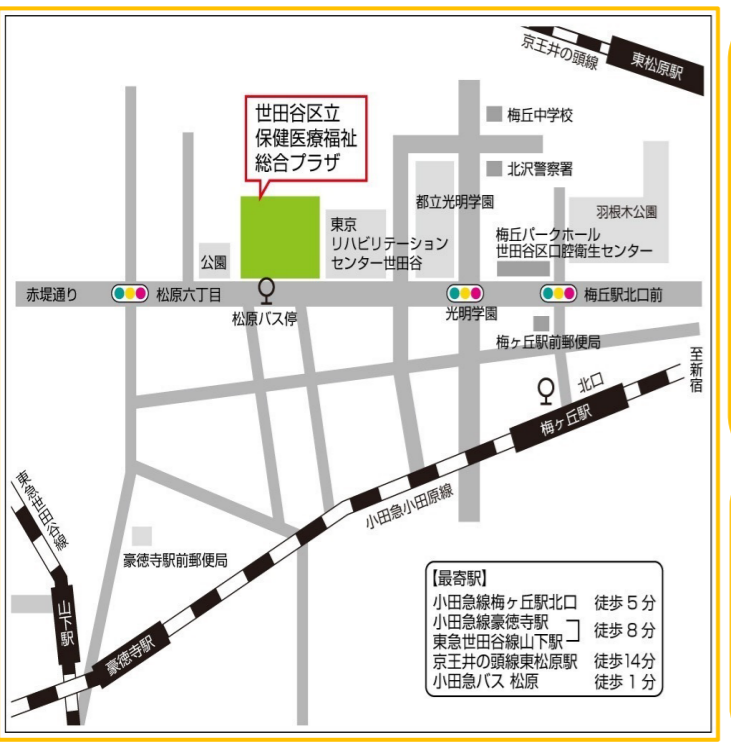 京王井の頭線
東松原駅
世田谷区立
保健医療福祉
総合プラザ
梅丘中学校
北沢警察署
都立光明学園
羽根木公園
東京
リハビリテーション
センター世田谷
梅丘パークホール
世田谷区口腔衛生センター
公園
赤堤通り
松原六丁目
梅丘駅北口前
松原バス停
光明学園
梅ヶ丘駅前郵便局
至新宿
北口
梅ヶ丘駅
小田急小田原線
東急世田谷線
豪徳寺駅前郵便局
山下駅
豪徳寺駅
【最寄駅】
小田急線梅ヶ丘駅北口 徒歩5分
小田急線豪徳寺駅
東急世田谷線山下駅 徒歩8分
京王井の頭線東松原駅 徒歩14分
小田急バス 松原 徒歩1分